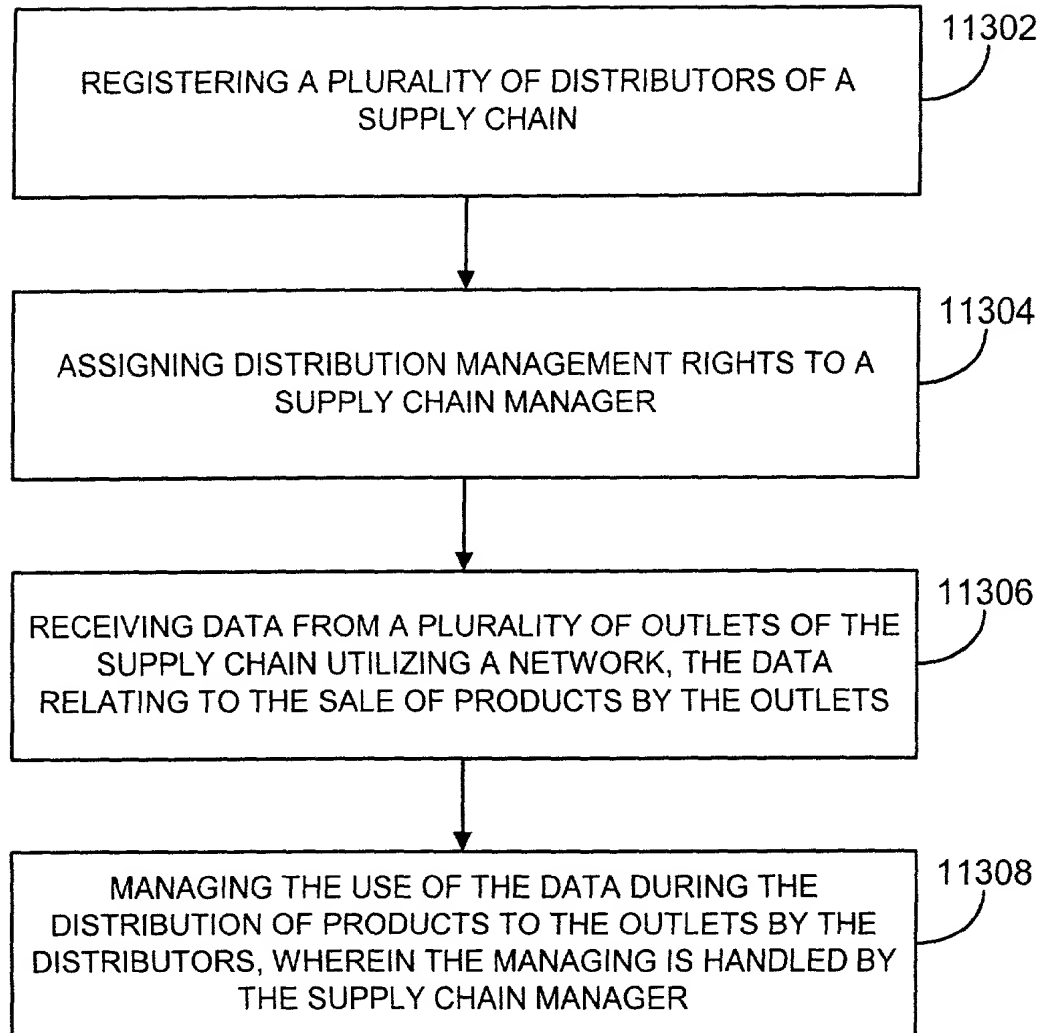 11302
REGISTERING A PLURALITY OF DISTRIBUTORS OF A
SUPPLY CHAIN
11304
ASSIGNING DISTRIBUTION MANAGEMENT RIGHTS TO A
SUPPLY CHAIN MANAGER
11306
RECEIVING DATA FROM A PLURALITY OF OUTLETS OF THE
SUPPLY CHAIN UTILIZING A NETWORK, THE DATA
RELATING TO THE SALE OF PRODUCTS BY THE OUTLETS
11308
MANAGING THE USE OF THE DATA DURING THE
DISTRIBUTION OF PRODUCTS TO THE OUTLETS BY THE
DISTRIBUTORS, WHEREIN THE MANAGING IS HANDLED BY
THE SUPPLY CHAIN MANAGER